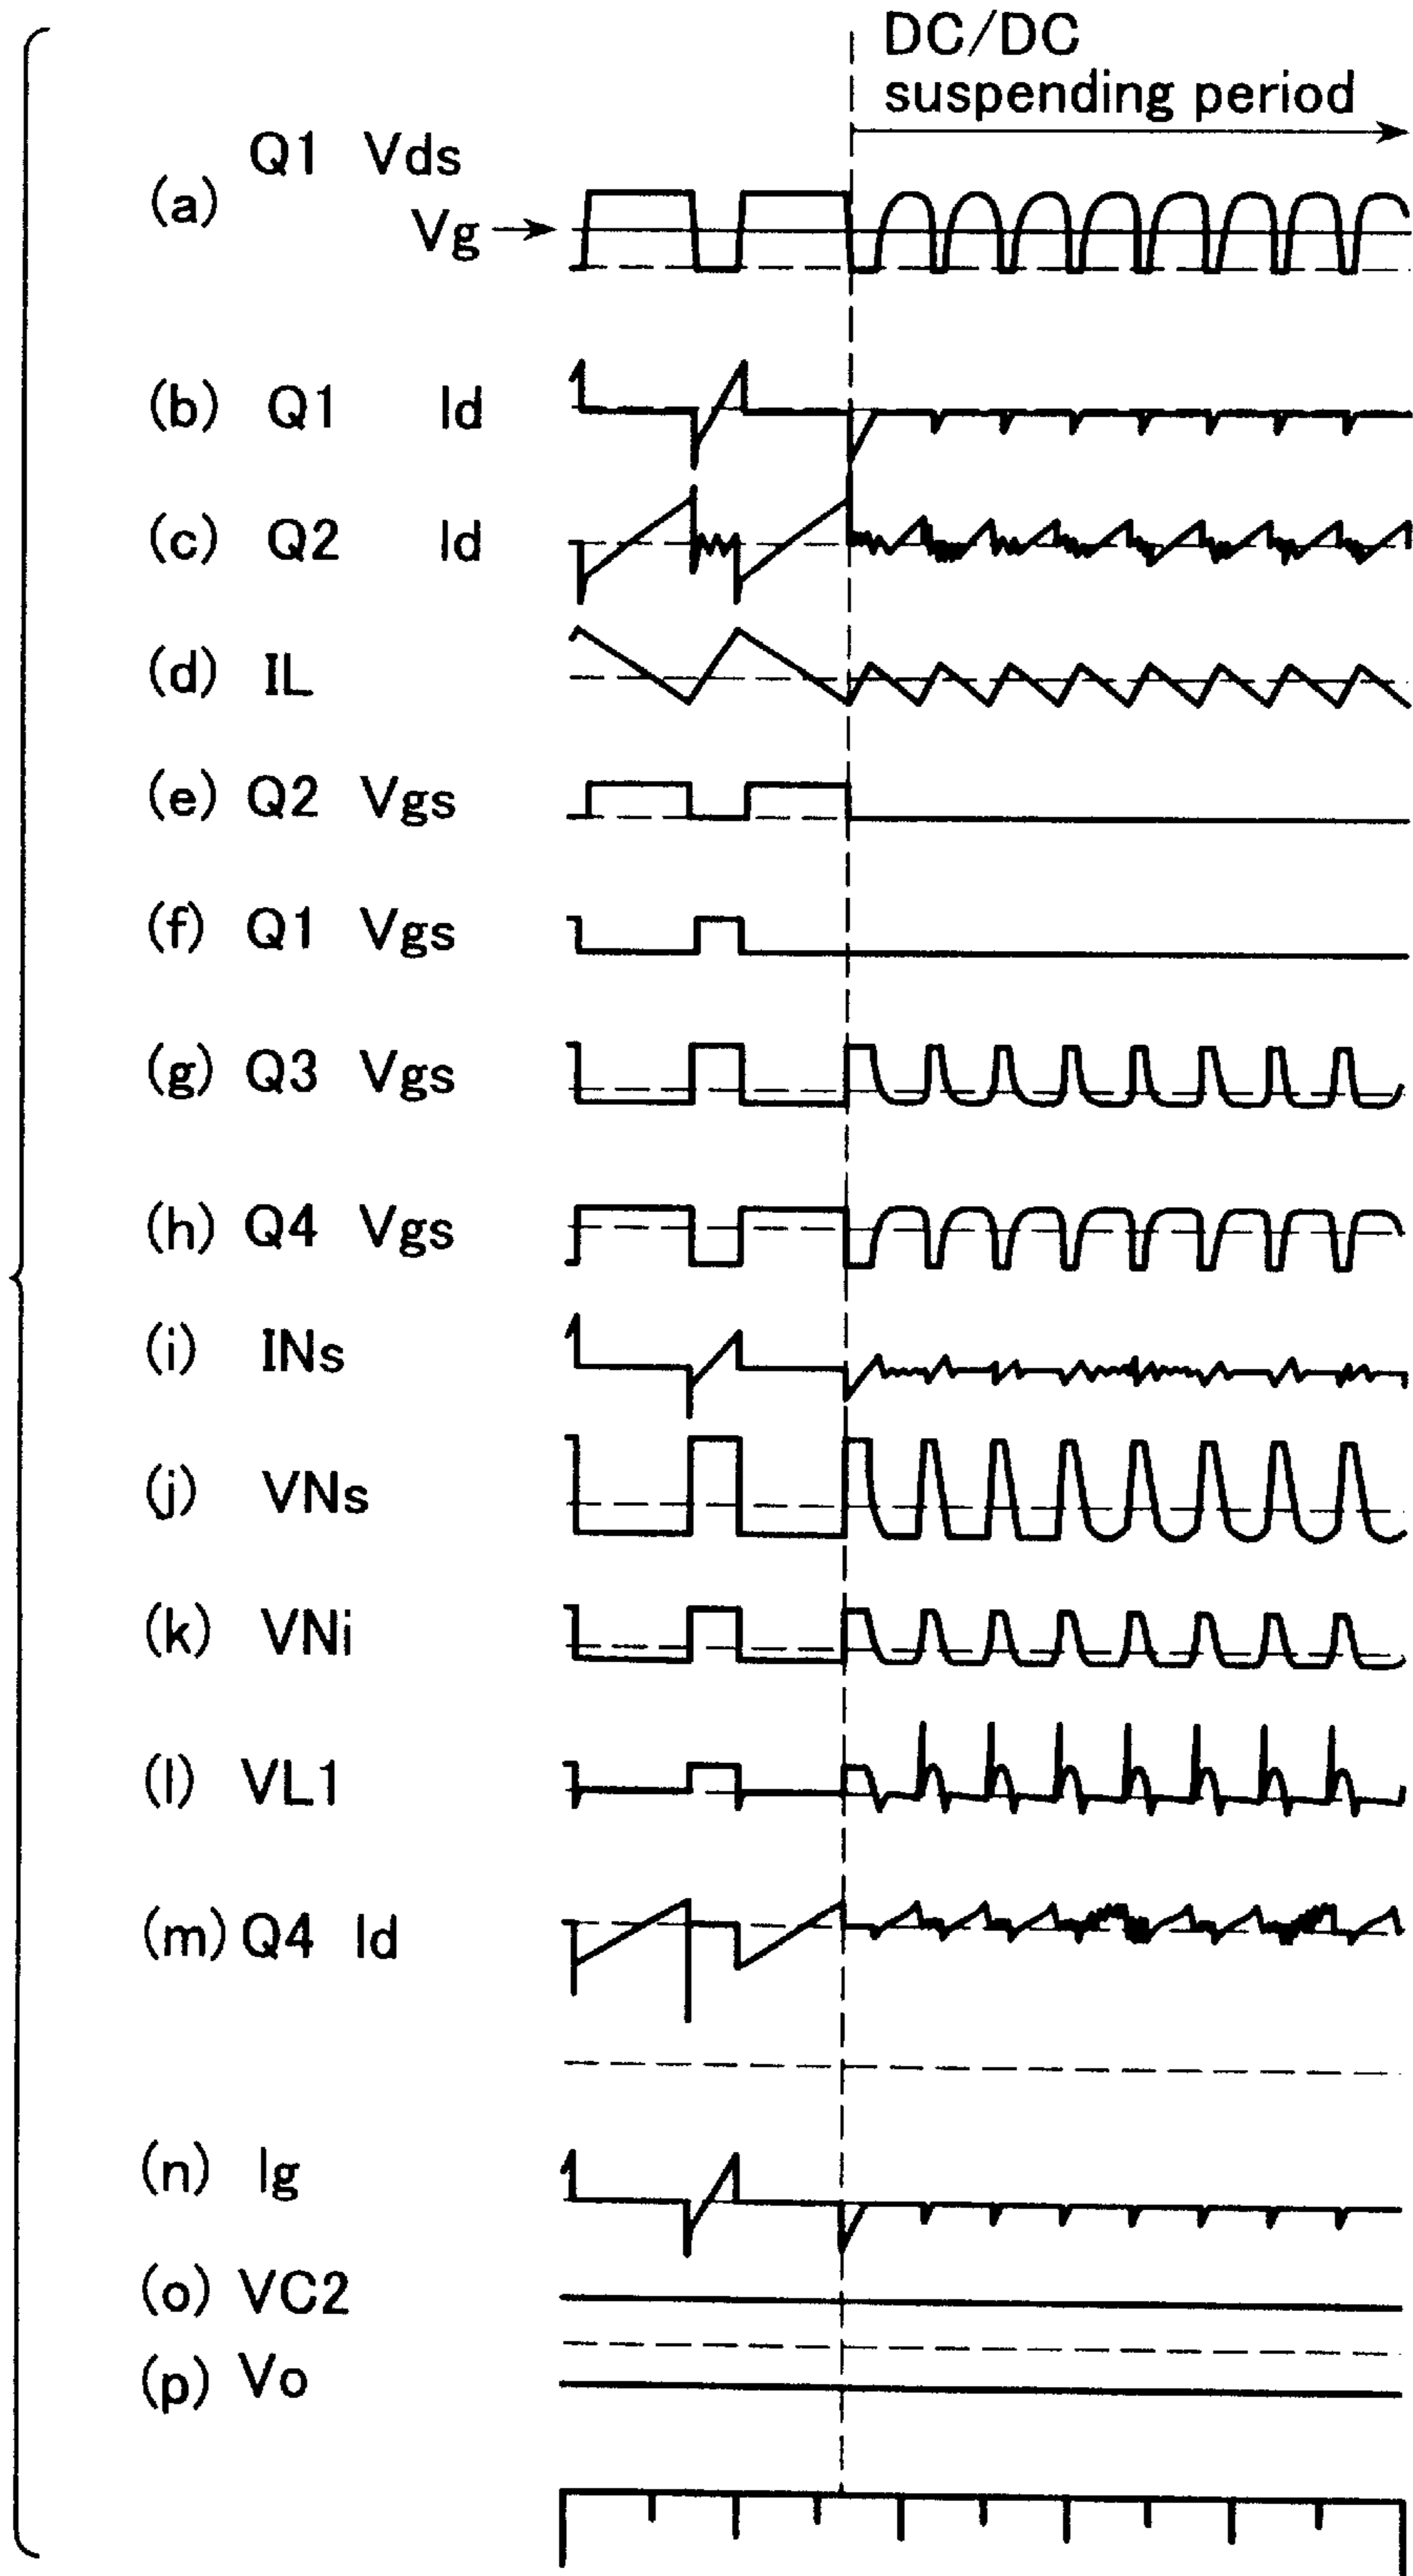 DC/DC
suspending period
(a) Q1 Vds
Vg
(b) Q1 Id
(c) Q2 Id
(d) IL
(e) Q2 Vgs
(f) Q1 Vgs
(g) Q3 Vgs
(h) Q4 Vgs
(i) INs
(j) VNs
(k) VNi
(l) VL1
(m) Q4 Id
(n) Ig
(o) VC2
(p) Vo